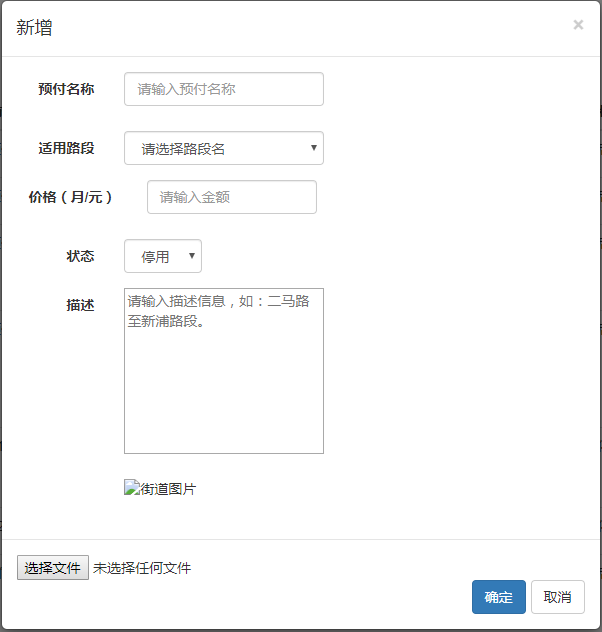 新增
×
预付名称 请输入预付名称
适用路段 请选择路段名
价格（月/元） 请输入金额
状态 停用
描述 请输入描述信息，如：二马路
至新浦路段。
街道图片
选择文件 未选择任何文件
确定 取消